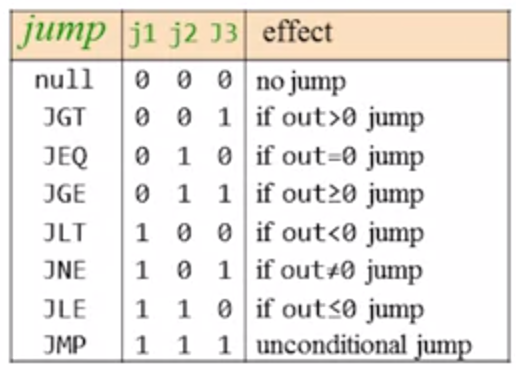 jump j1 j2 J3 effect
null 0 0 0 no jump
JGT 0 0 1 if out>0 jump
JEQ 0 1 0 if out=0 jump
JGE 0 1 1 if out≥0 jump
JLT 1 0 0 if out<0 jump
JNE 1 0 1 if out≠0 jump
JLE 1 1 0 if out≤0 jump
JMP 1 1 1 unconditional jump